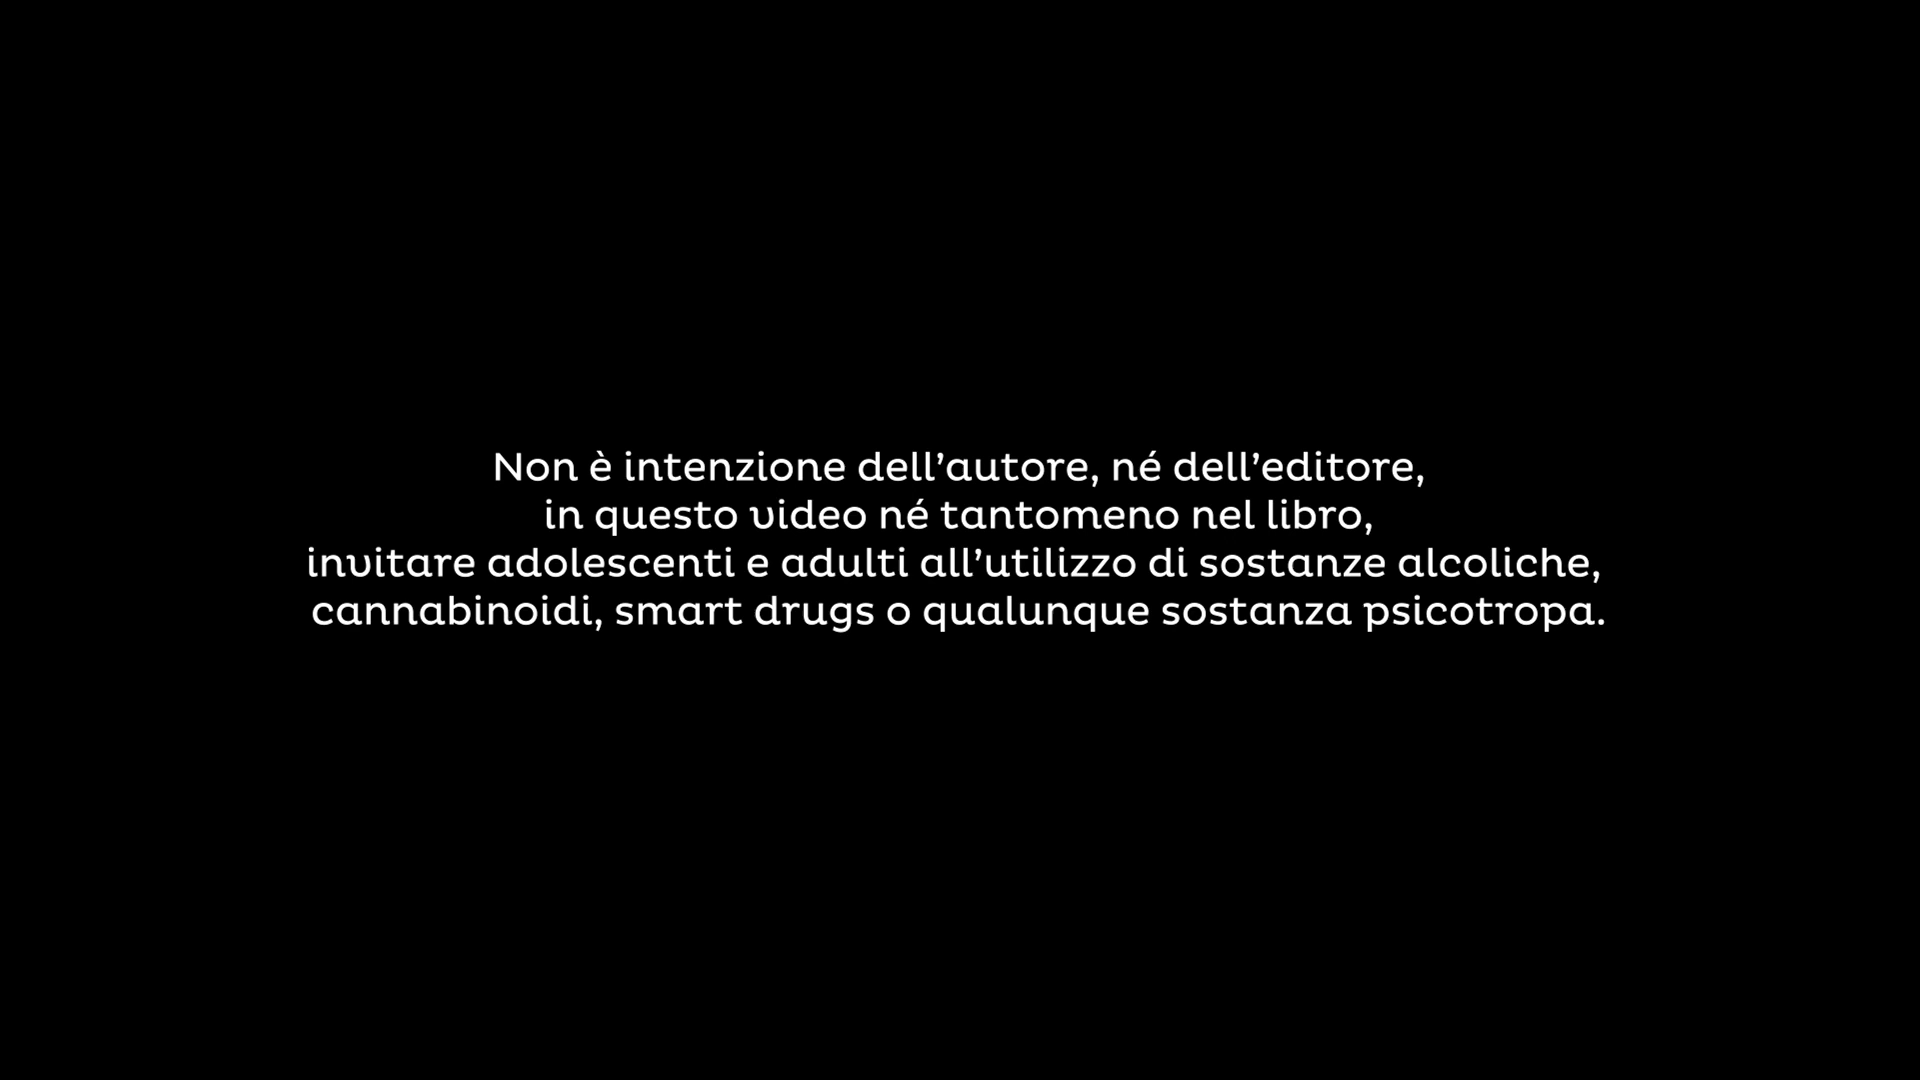 Non è intenzione dell’autore, né dell’editore,
in questo video né tantomeno nel libro,
invitare adolescenti e adulti all’utilizzo di sostanze alcoliche,
cannabinoidi, smart drugs o qualunque sostanza psicotropa.